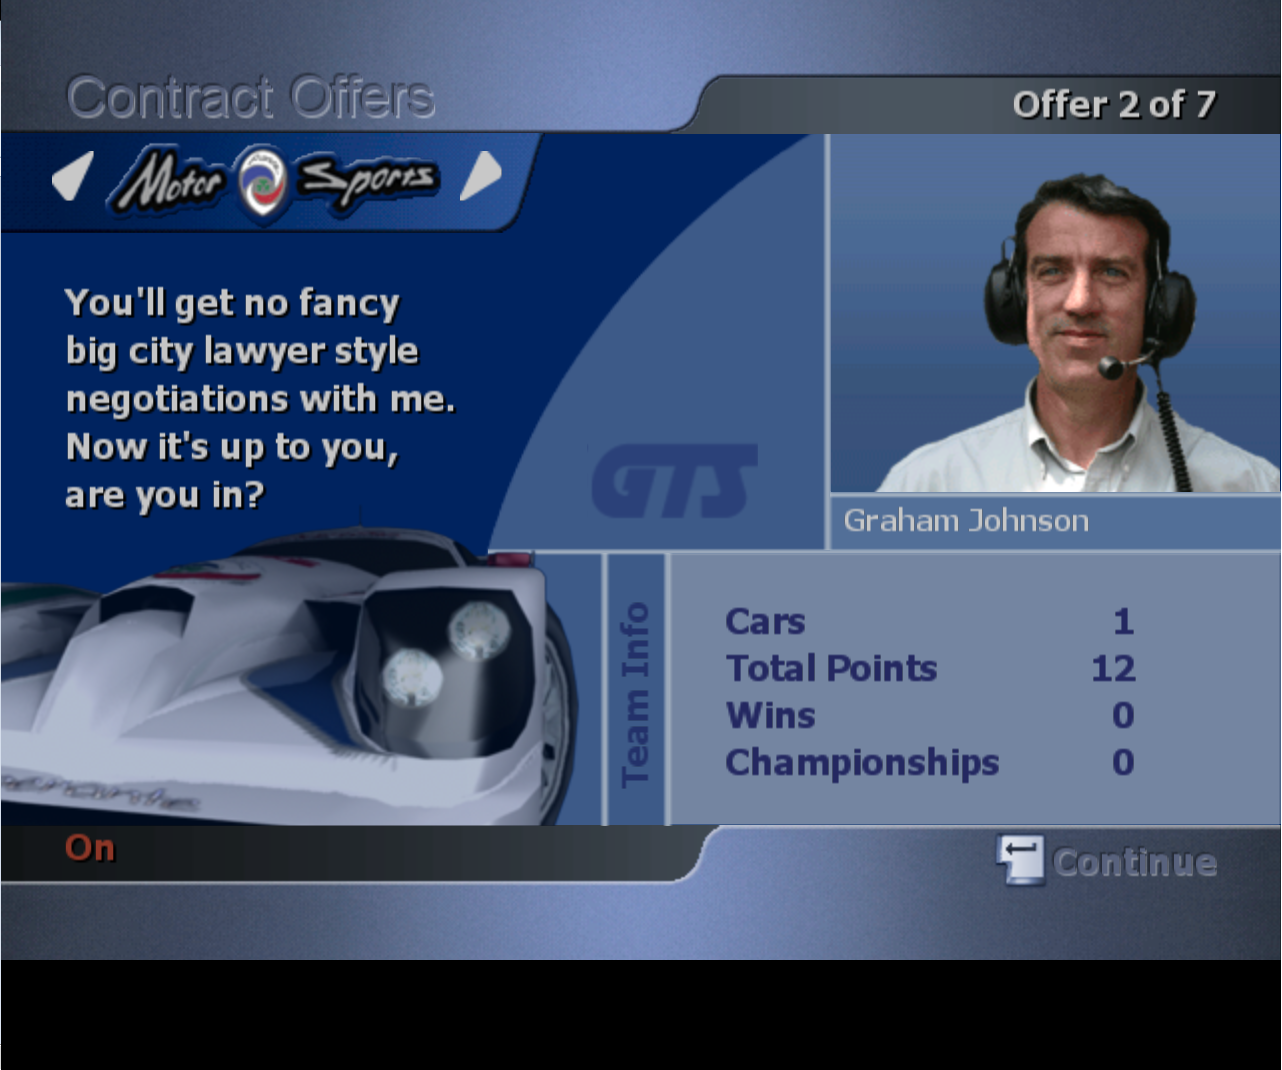 Contract Offers
Offer 2 of 7
Motor Sports
You'll get no fancy
big city lawyer style
negotiations with me.
Now it's up to you,
are you in?
GTS
Graham Johnson
Team Info
Cars 1
Total Points 12
Wins 0
Championships 0
On
Continue